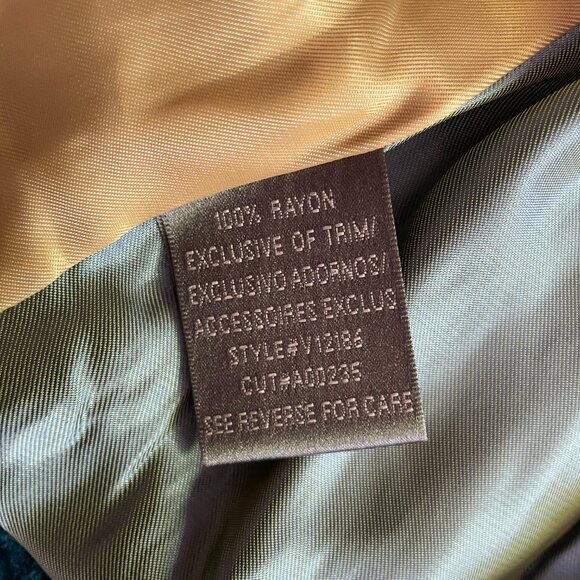 100% RAYON
EXCLUSIVE OF TRIM/
EXCLUSIVO ADORNOS/
ACCESSOIRES EXCLUS
STYLE#V12186
CUT#A00235
SEE REVERSE FOR CARE